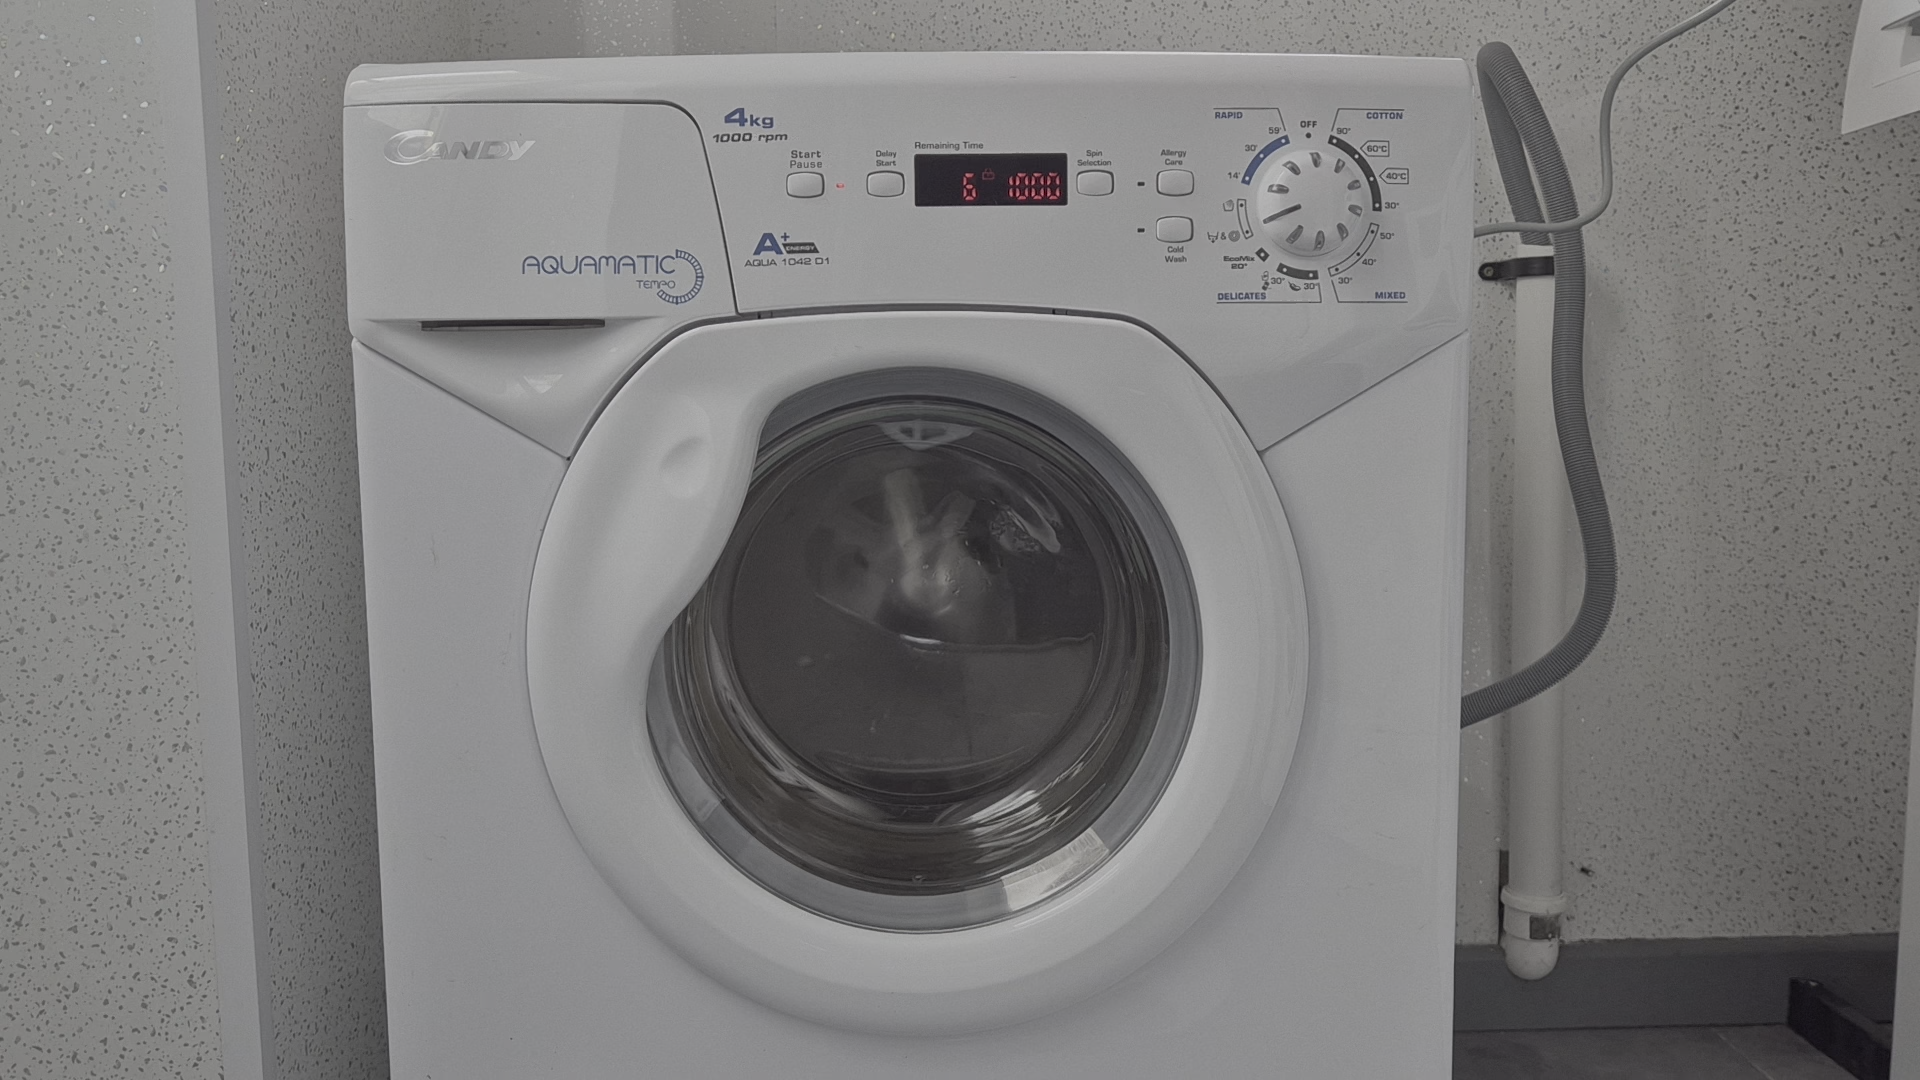 CANDY
4kg
1000 rpm
Start
Pause
Delay
Start
Remaining Time
6 1000
Spin
Selection
Allergy
Care
Cold
Wash
A+ ENERGY
AQUA 1042 D1
AQUAMATIC
TEMPO
RAPID
OFF
COTTON
59'
30'
14'
90°
60°C
40°C
30°
50°
40°
30°
MIXED
&
EcoMix
20°
30°
30°
DELICATES